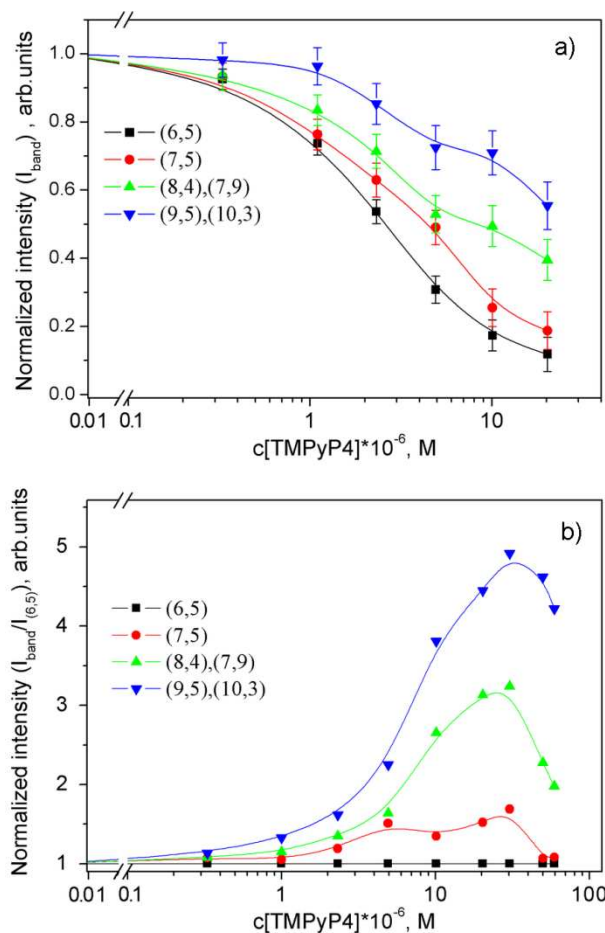 a)
Normalized intensity (I_band) , arb.units
1.0
0.8
0.6
0.4
0.2
0.0
(6,5)
(7,5)
(8,4),(7,9)
(9,5),(10,3)
0.01 0.1 1 10
c[TMPyP4]*10^-6, M
b)
Normalized intensity (I_band/I_(6,5)), arb.units
5
4
3
2
1
(6,5)
(7,5)
(8,4),(7,9)
(9,5),(10,3)
0.01 0.1 1 10 100
c[TMPyP4]*10^-6, M